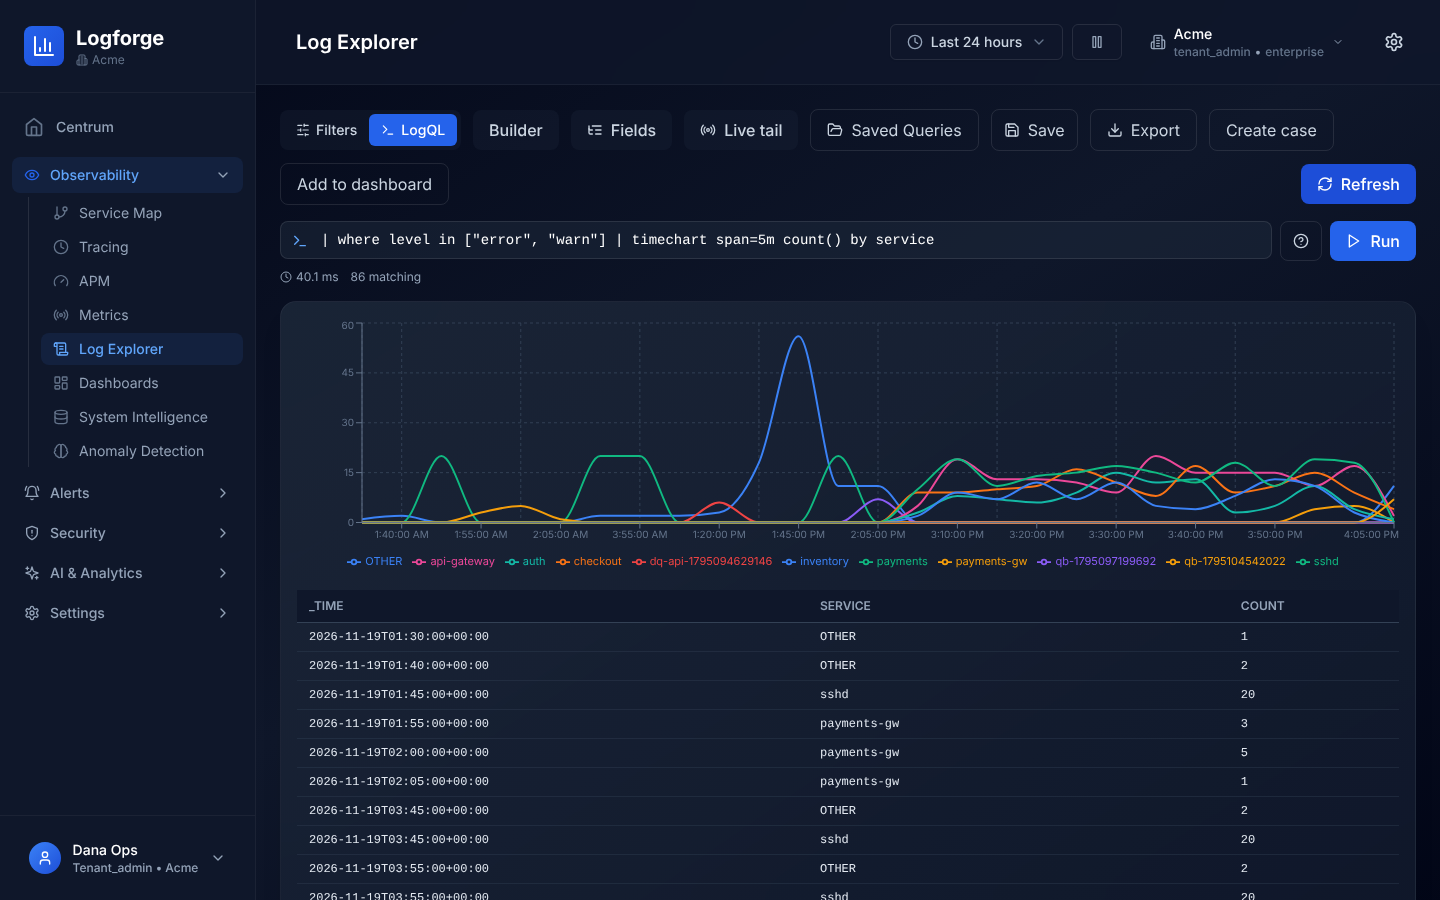 Logforge
Acme
Centrum
Observability
Service Map
Tracing
APM
Metrics
Log Explorer
Dashboards
System Intelligence
Anomaly Detection
Alerts
Security
AI & Analytics
Settings
Dana Ops
Tenant_admin • Acme
Log Explorer
Last 24 hours
Acme
tenant_admin • enterprise
Filters LogQL Builder Fields Live tail Saved Queries Save Export Create case
Add to dashboard Refresh
| where level in ["error", "warn"] | timechart span=5m count() by service
Run
40.1 ms 86 matching
60
45
30
15
0
1:40:00 AM 1:55:00 AM 2:05:00 AM 3:55:00 AM 1:20:00 PM 1:45:00 PM 2:05:00 PM 3:10:00 PM 3:20:00 PM 3:30:00 PM 3:40:00 PM 3:50:00 PM 4:05:00 PM
OTHER api-gateway auth checkout dq-api-1795094629146 inventory payments payments-gw qb-1795097199692 qb-1795104542022 sshd
_TIME SERVICE COUNT
2026-11-19T01:30:00+00:00 OTHER 1
2026-11-19T01:40:00+00:00 OTHER 2
2026-11-19T01:45:00+00:00 sshd 20
2026-11-19T01:55:00+00:00 payments-gw 3
2026-11-19T02:00:00+00:00 payments-gw 5
2026-11-19T02:05:00+00:00 payments-gw 1
2026-11-19T03:45:00+00:00 OTHER 2
2026-11-19T03:45:00+00:00 sshd 20
2026-11-19T03:55:00+00:00 OTHER 2
2026-11-19T03:55:00+00:00 sshd 20